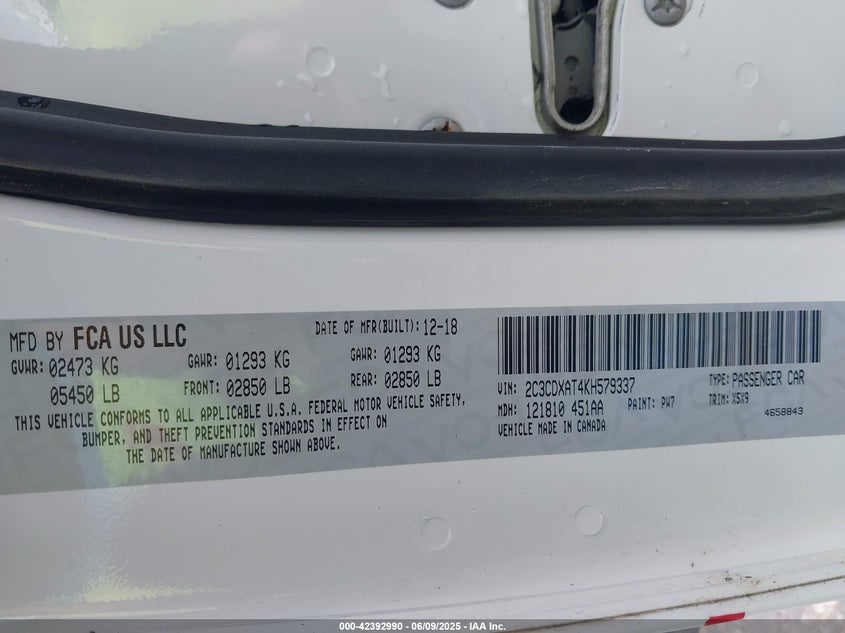 MFD BY FCA US LLC
DATE OF MFR(BUILT): 12-18
GVWR: 02473 KG GAWR: 01293 KG GAWR: 01293 KG
05450 LB FRONT: 02850 LB REAR: 02850 LB
THIS VEHICLE CONFORMS TO ALL APPLICABLE U.S.A. FEDERAL MOTOR VEHICLE SAFETY,
BUMPER, AND THEFT PREVENTION STANDARDS IN EFFECT ON
THE DATE OF MANUFACTURE SHOWN ABOVE.
VIN: 2C3CDXAT4KH579337 TYPE: PASSENGER CAR
MDH: 121810 451AA PAINT: PW7 TRIM: X5X9
VEHICLE MADE IN CANADA 4658843
000-42392990 - 06/09/2025 - IAA Inc.